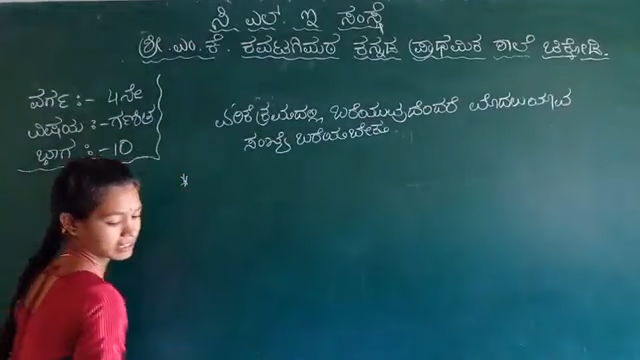 ಸಿ ಎಲ್. ಇ ಸಂಸ್ಥೆ
ಶ್ರೀ.ಎಂ.ಕೆ. ಕವಟಗಿಮಠ ಕನ್ನಡ ಪ್ರಾಥಮಿಕ ಶಾಲೆ ಚಿಕ್ಕೋಡಿ.
ವರ್ಗ :- 4ನೇ
ವಿಷಯ :- ಗಣಿತ
ಭಾಗ :- 10
ಏರಿಕೆ ಕ್ರಮದಲ್ಲಿ ಬರೆಯುವುದೆಂದರೆ ಮೊದಲು ಯಾವ
ಸಂಖ್ಯೆ ಬರೆಯಬೇಕು
*